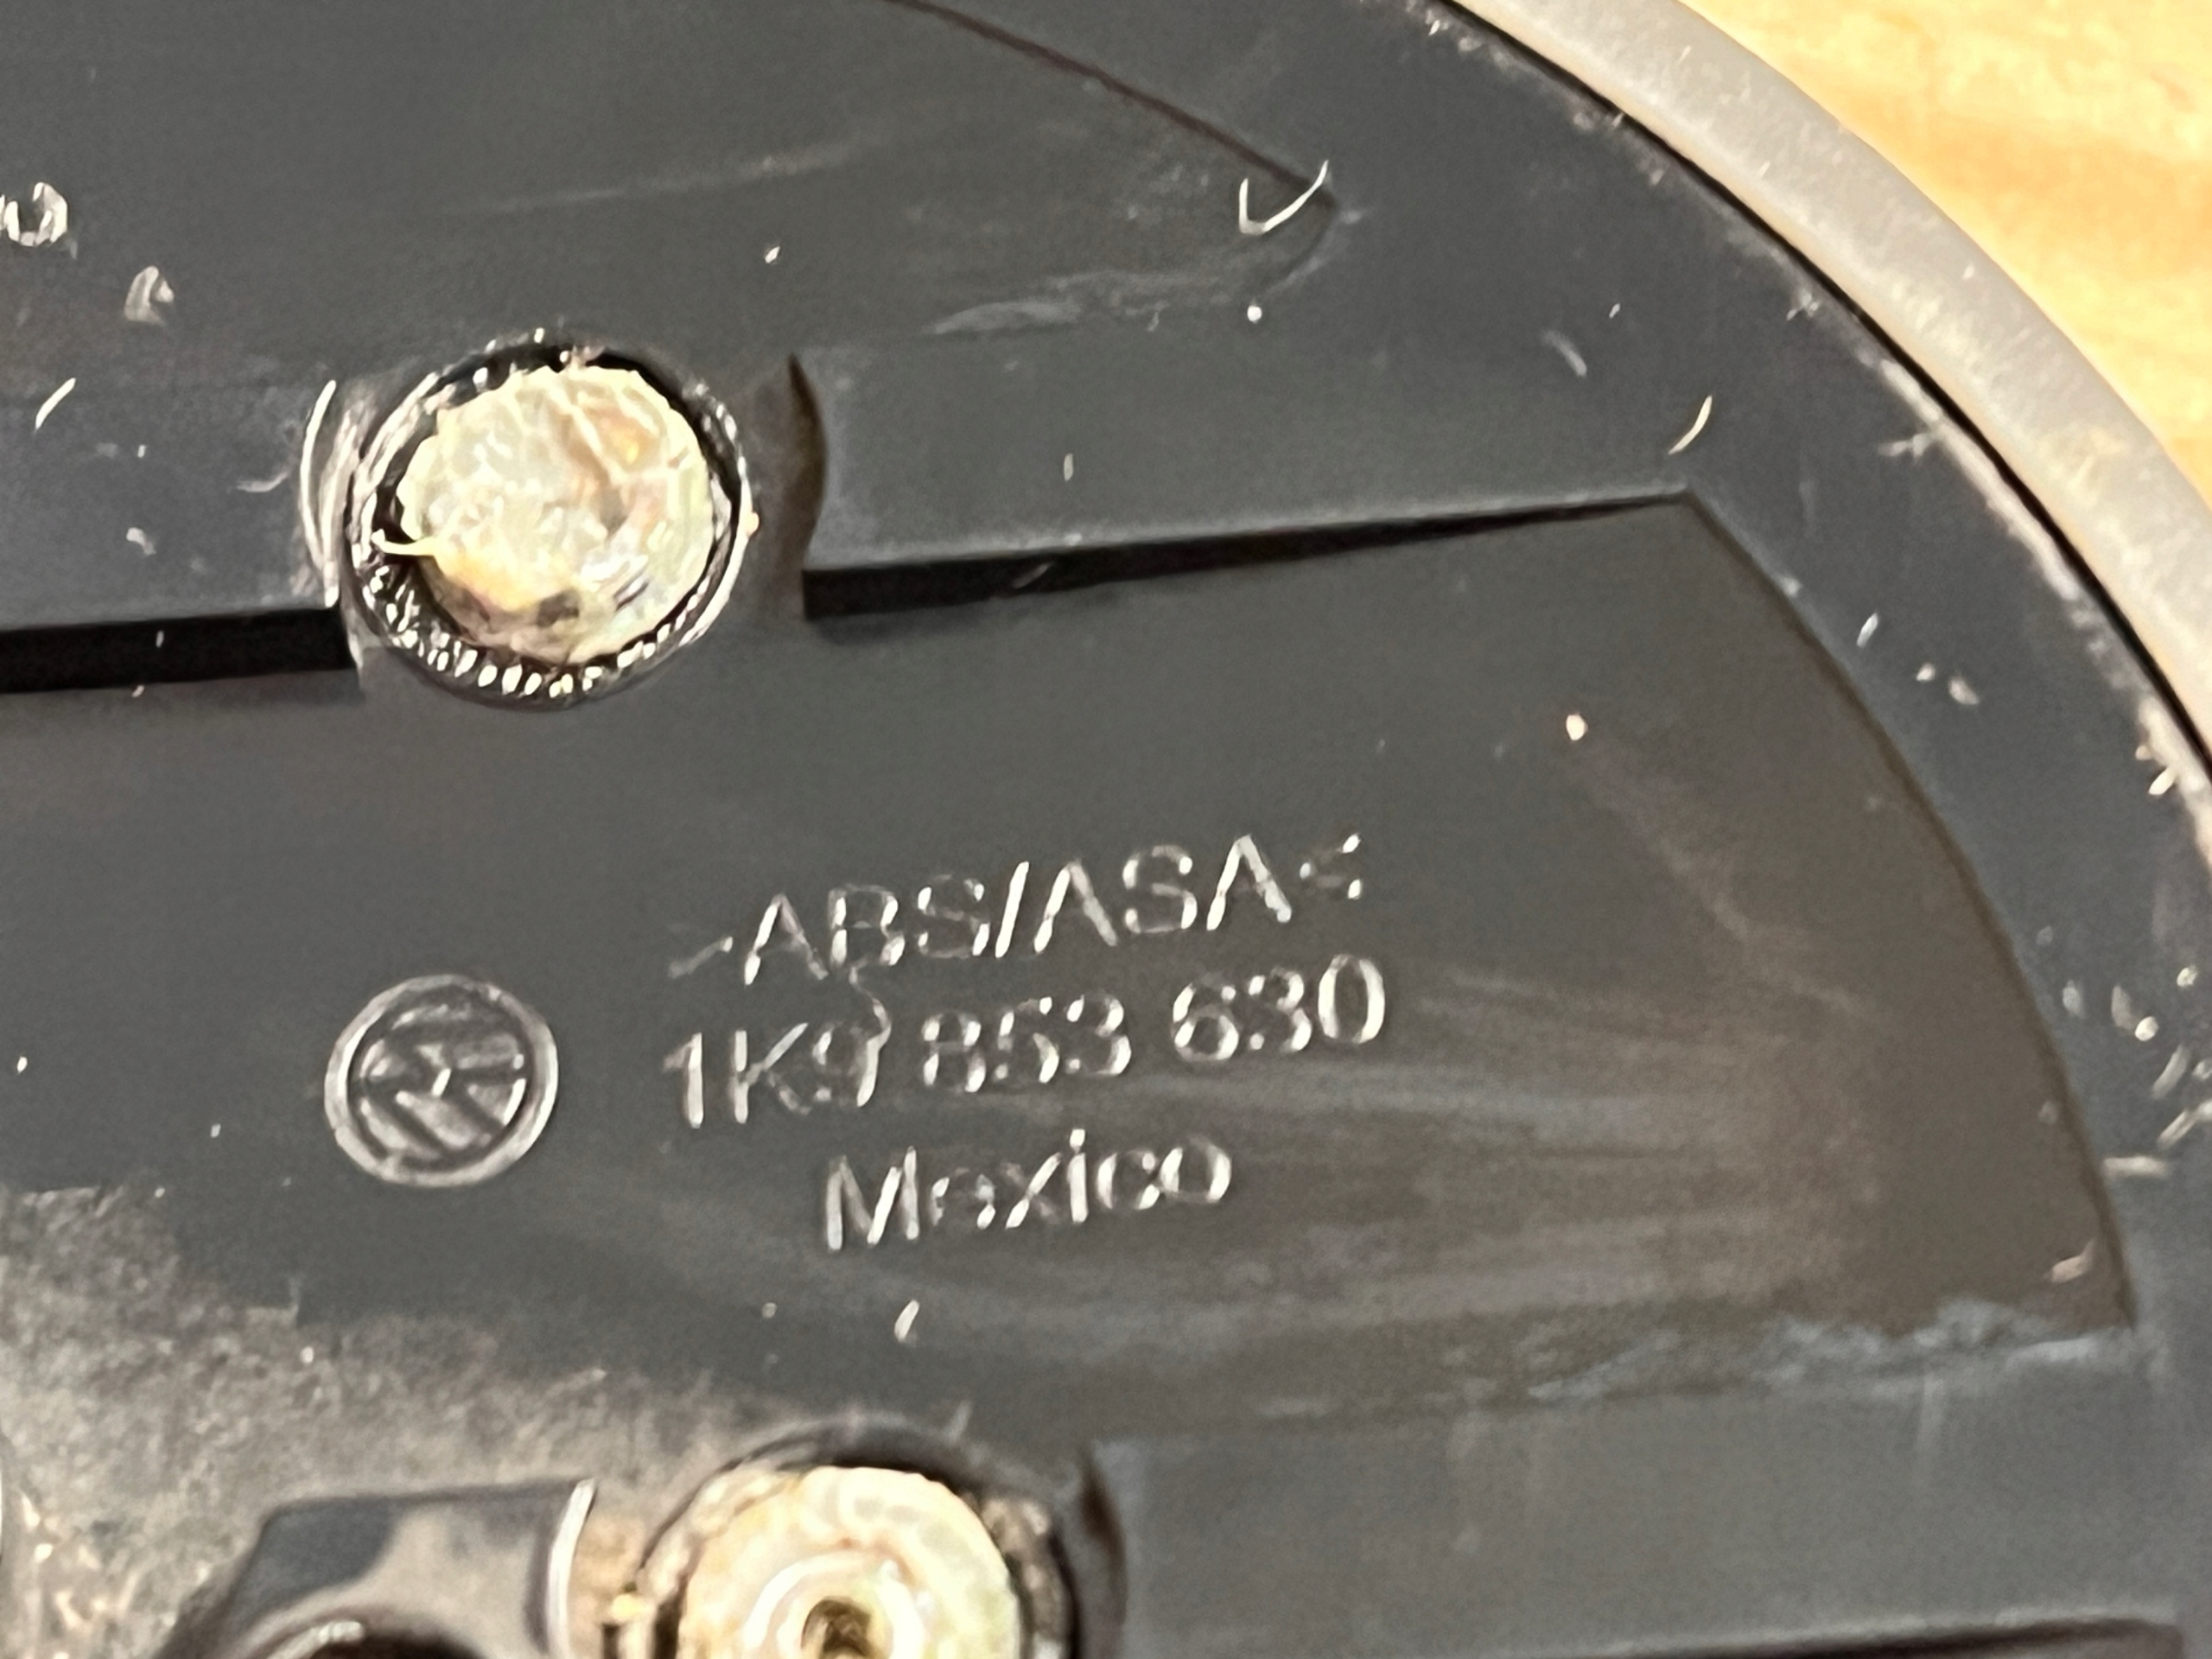 >ABS/ASA<
1K9 853 630
Mexico